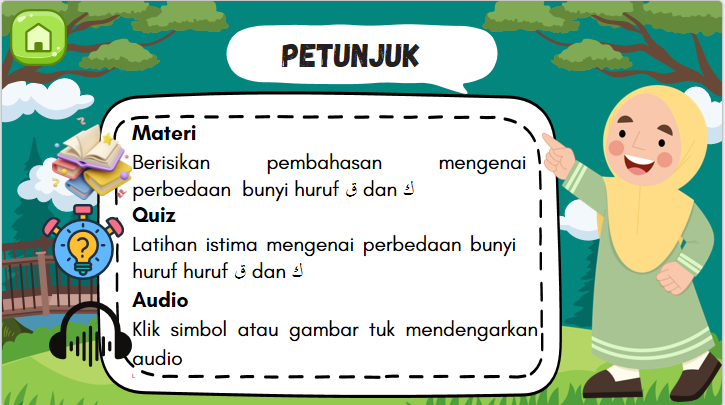 PETUNJUK
Materi
Berisikan pembahasan mengenai
perbedaan bunyi huruf ق dan ك
Quiz
Latihan istima mengenai perbedaan bunyi
huruf huruf ق dan ك
Audio
Klik simbol atau gambar tuk mendengarkan
audio